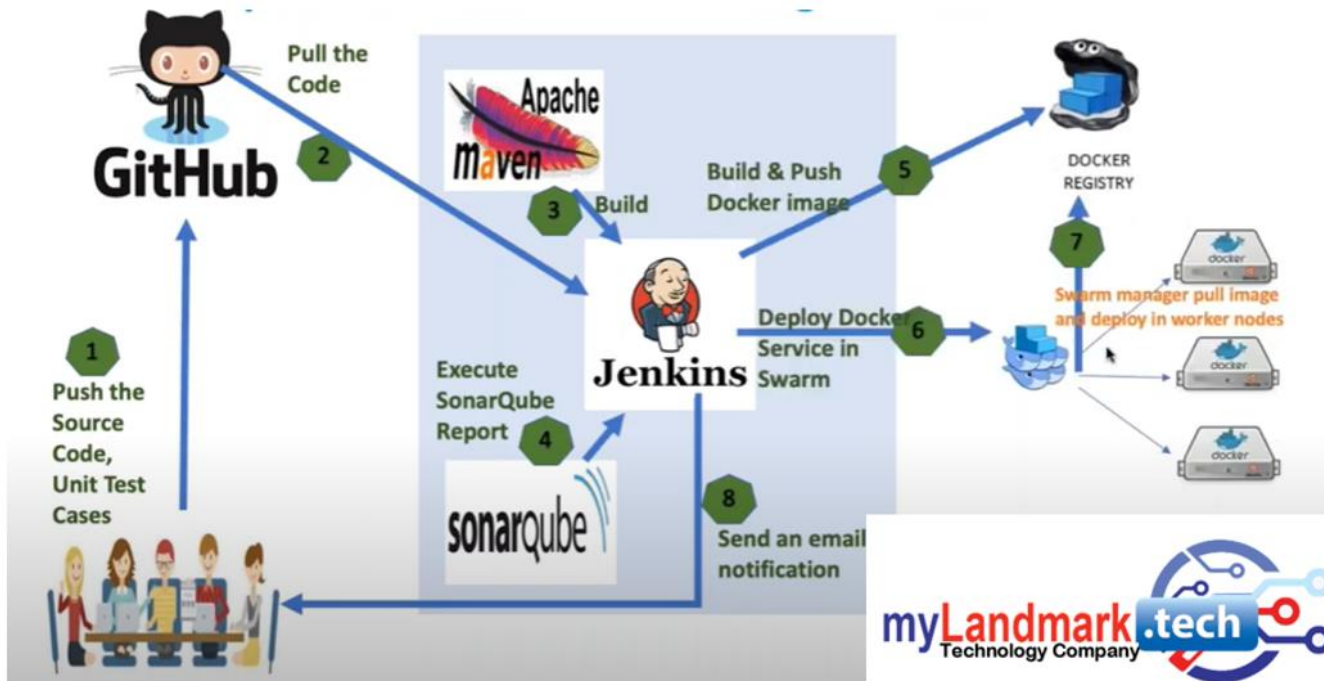 Pull the
Code
GitHub
2
Apache
maven
3
Build
Build & Push
Docker image
5
DOCKER
REGISTRY
7
docker
Swarm manager pull image
and deploy in worker nodes
docker
docker
Jenkins
Deploy Docker
Service in
Swarm
6
1
Push the
Source
Code,
Unit Test
Cases
Execute
SonarQube
Report
4
sonarqube
8
Send an email
notification
myLandmark.tech
Technology Company